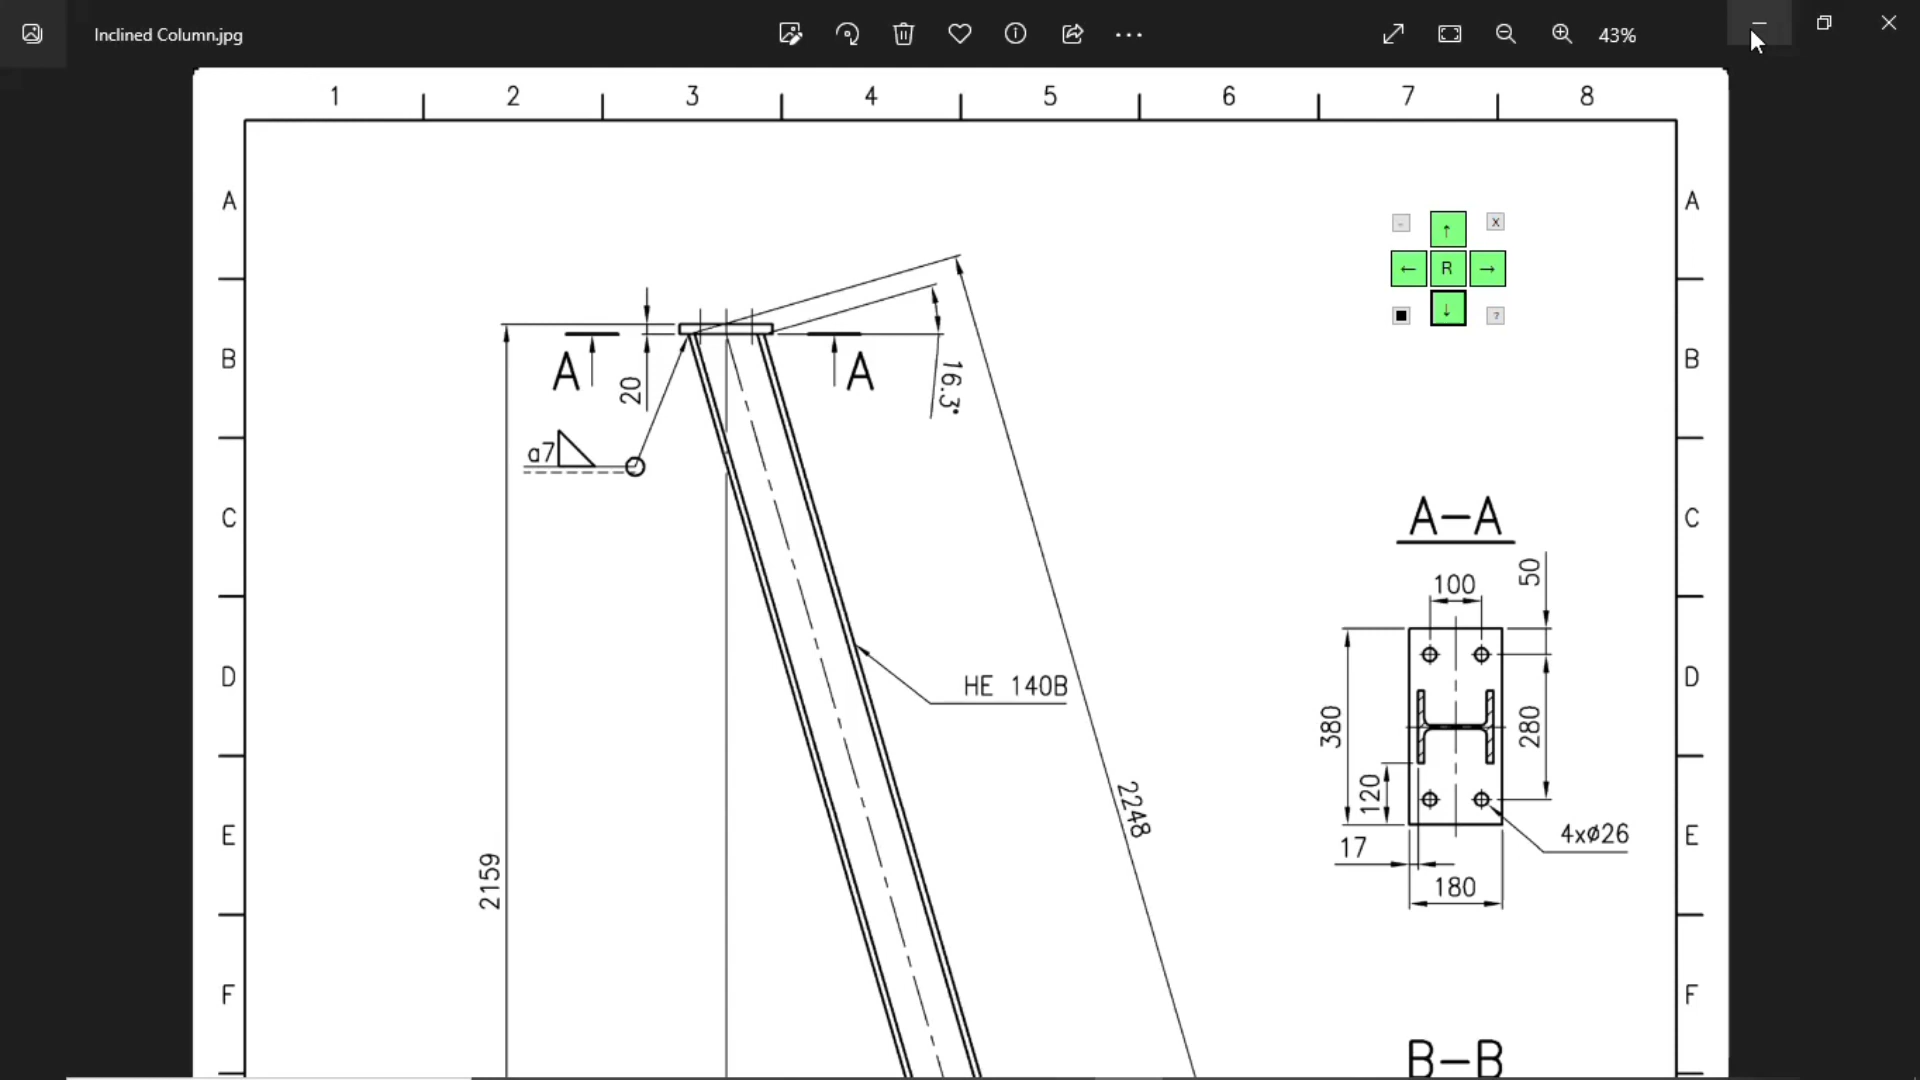 Inclined Column.jpg
43%
1 2 3 4 5 6 7 8
A A
X
↑
← R →
↓
?
A A
B B
20
16.3°
a7
C C
A-A
50
100
HE 140B
D D
380
280
120
2248
4xø26
E E
17
180
2159
F F
B-B